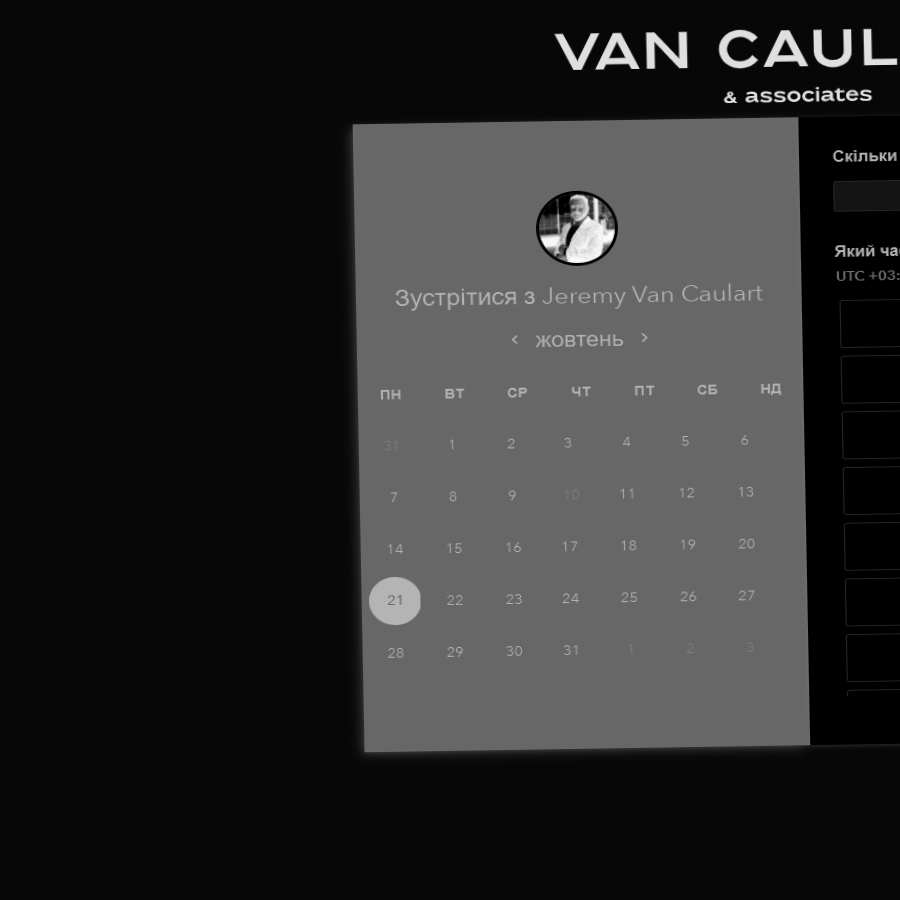 VAN CAUL
& associates
Зустрітися з Jeremy Van Caulart
‹ жовтень ›
ПН ВТ СР ЧТ ПТ СБ НД
31 1 2 3 4 5 6
7 8 9 10 11 12 13
14 15 16 17 18 19 20
21 22 23 24 25 26 27
28 29 30 31 1 2 3
Скільки
Який ча
UTC +03: